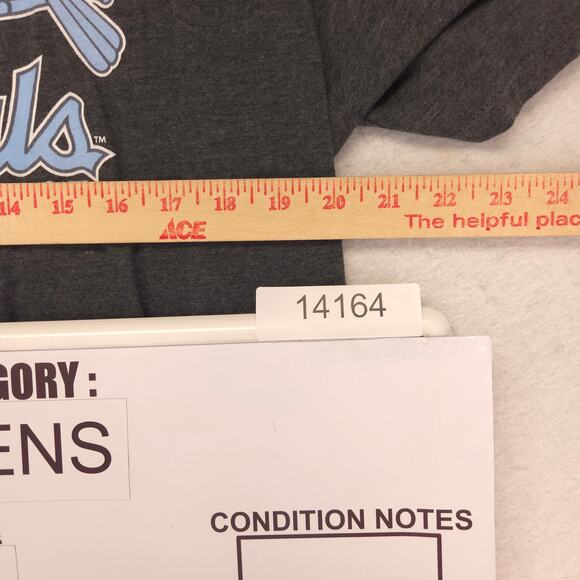 ls™
14 15 16 17 18 19 20 21 22 23 24
ACE The helpful plac
14164
GORY :
ENS
CONDITION NOTES